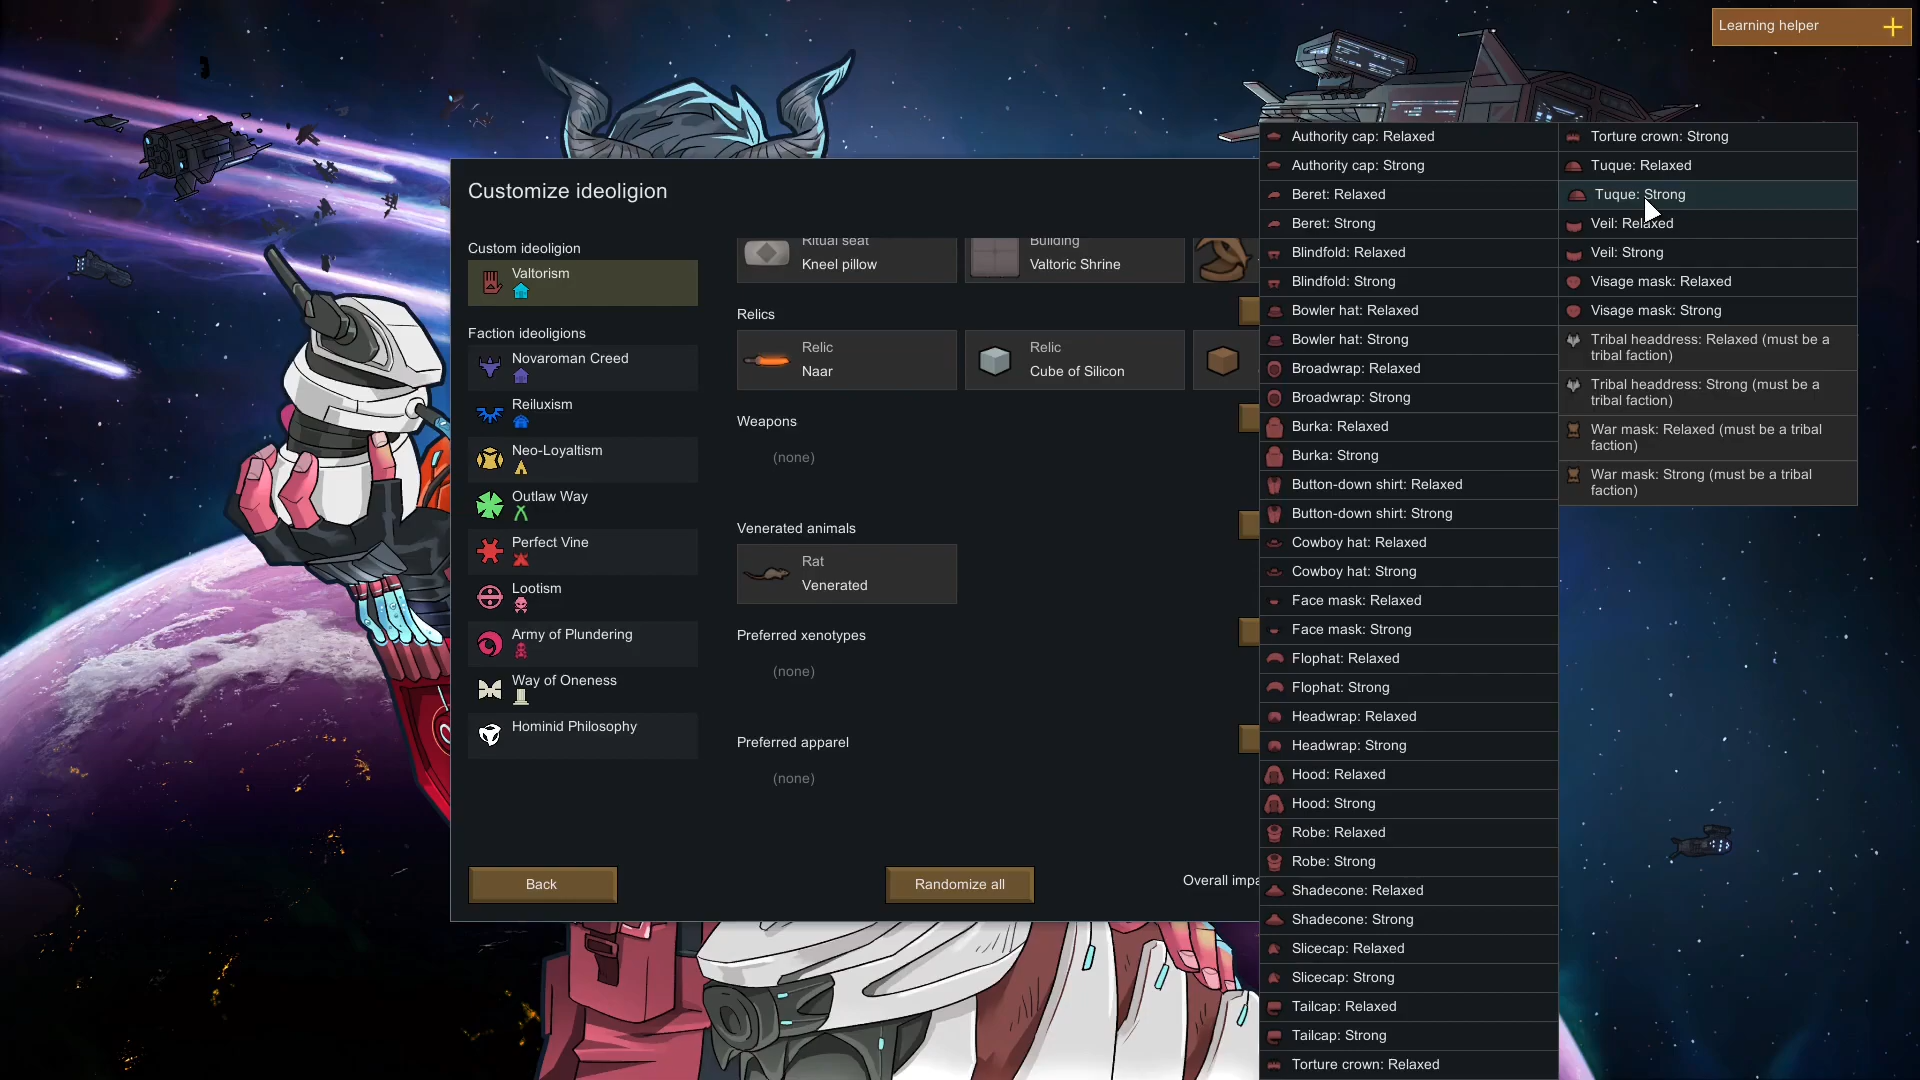 Learning helper
Customize ideoligion
Custom ideoligion
Valtorism
Faction ideoligions
Novaroman Creed
Reiluxism
Neo-Loyaltism
Outlaw Way
Perfect Vine
Lootism
Army of Plundering
Way of Oneness
Hominid Philosophy
Ritual seat
Kneel pillow
Building
Valtoric Shrine
Relics
Relic
Naar
Relic
Cube of Silicon
Weapons
(none)
Venerated animals
Rat
Venerated
Preferred xenotypes
(none)
Preferred apparel
(none)
Back
Randomize all
Overall impa
Authority cap: Relaxed
Authority cap: Strong
Beret: Relaxed
Beret: Strong
Blindfold: Relaxed
Blindfold: Strong
Bowler hat: Relaxed
Bowler hat: Strong
Broadwrap: Relaxed
Broadwrap: Strong
Burka: Relaxed
Burka: Strong
Button-down shirt: Relaxed
Button-down shirt: Strong
Cowboy hat: Relaxed
Cowboy hat: Strong
Face mask: Relaxed
Face mask: Strong
Flophat: Relaxed
Flophat: Strong
Headwrap: Relaxed
Headwrap: Strong
Hood: Relaxed
Hood: Strong
Robe: Relaxed
Robe: Strong
Shadecone: Relaxed
Shadecone: Strong
Slicecap: Relaxed
Slicecap: Strong
Tailcap: Relaxed
Tailcap: Strong
Torture crown: Relaxed
Torture crown: Strong
Tuque: Relaxed
Tuque: Strong
Veil: Relaxed
Veil: Strong
Visage mask: Relaxed
Visage mask: Strong
Tribal headdress: Relaxed (must be a
tribal faction)
Tribal headdress: Strong (must be a
tribal faction)
War mask: Relaxed (must be a tribal
faction)
War mask: Strong (must be a tribal
faction)